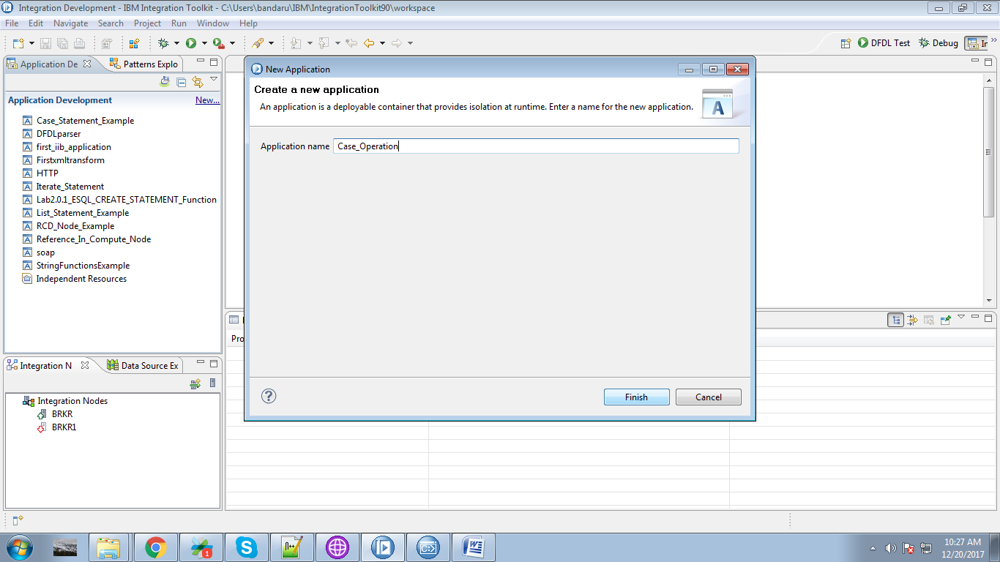 Integration Development - IBM Integration Toolkit - C:\Users\bandaru\IBM\IntegrationToolkit90\workspace
File Edit Navigate Search Project Run Window Help
DFDL Test Debug Ir
Application De Patterns Explo
Application Development New...
Case_Statement_Example
DFDLparser
first_iib_application
Firstxmltransform
HTTP
Iterate_Statement
Lab2.0.1_ESQL_CREATE_STATEMENT_Function
List_Statement_Example
RCD_Node_Example
Reference_In_Compute_Node
soap
StringFunctionsExample
Independent Resources
New Application
Create a new application
An application is a deployable container that provides isolation at runtime. Enter a name for the new application.
Application name Case_Operation
Finish Cancel
Pro
Integration N Data Source Ex
Integration Nodes
BRKR
BRKR1
10:27 AM
12/20/2017